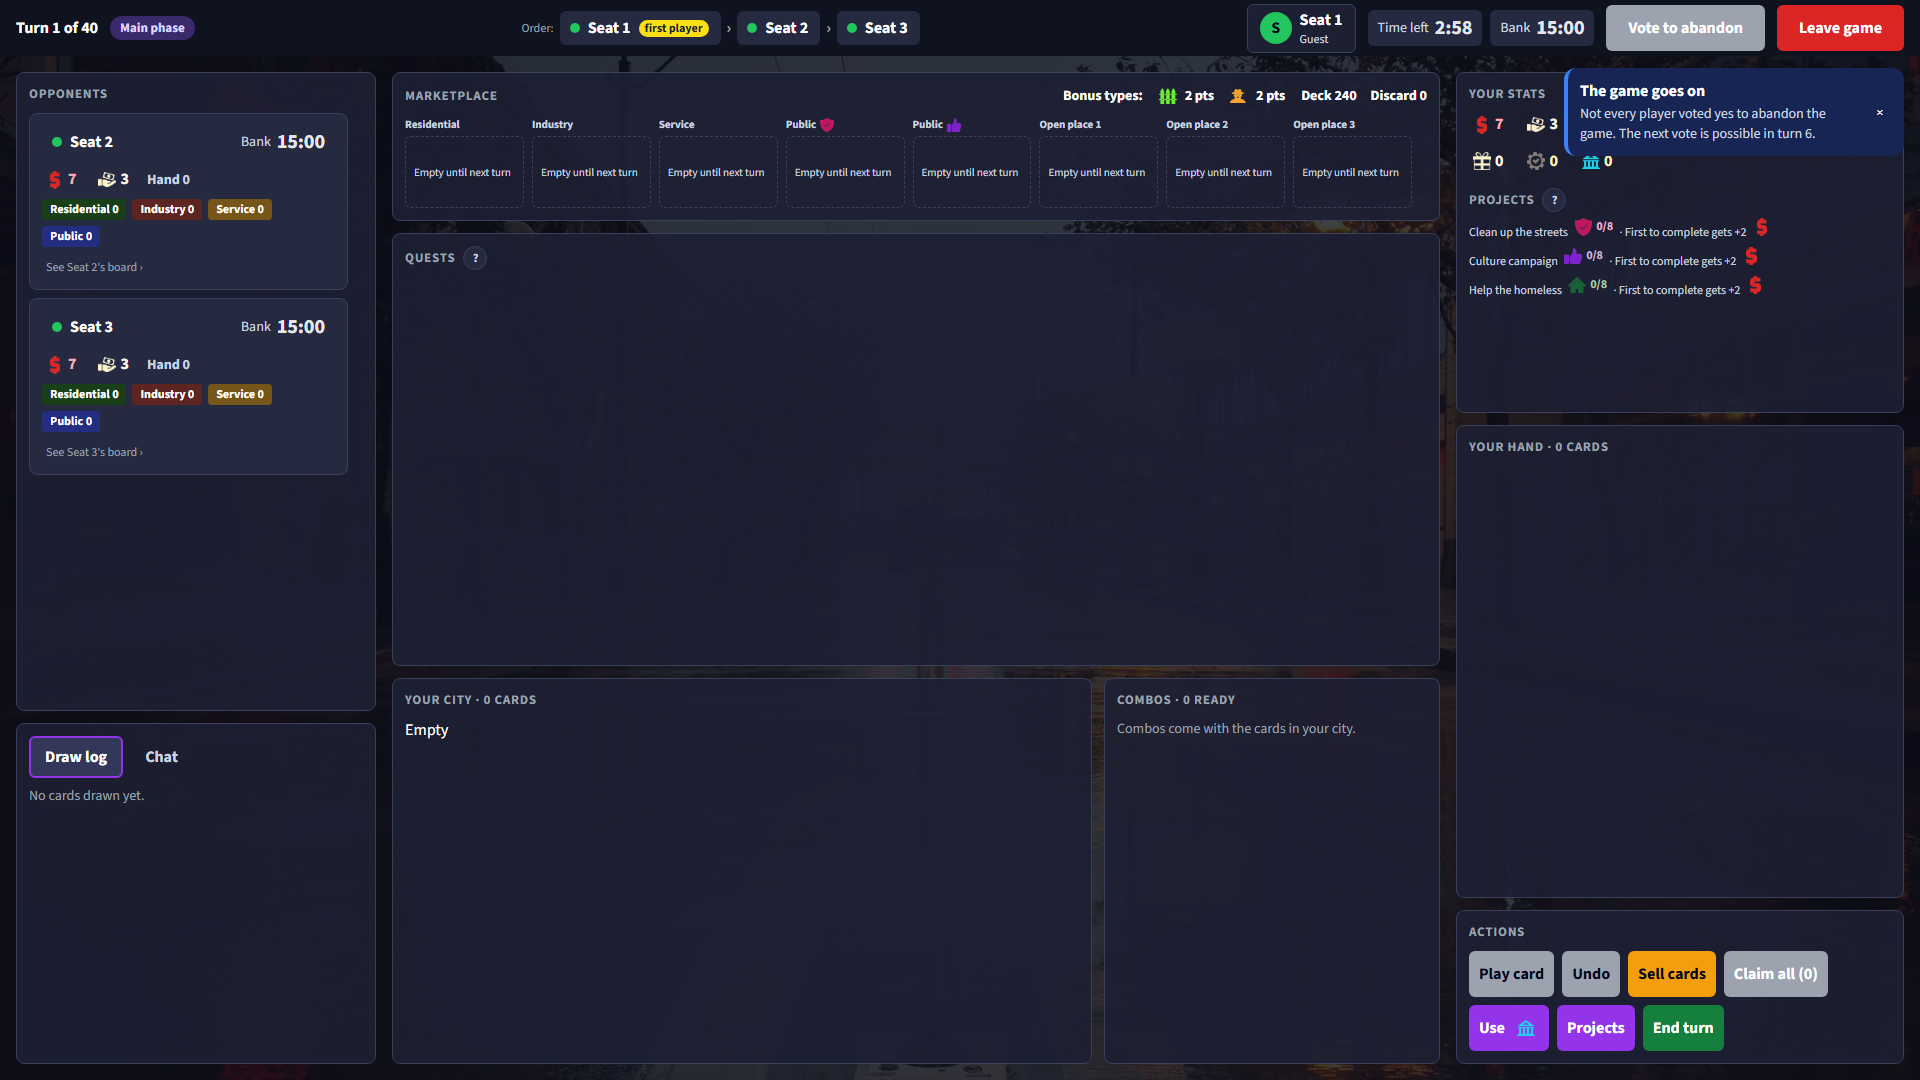 Turn 1 of 40 Main phase
Order: Seat 1 first player › Seat 2 › Seat 3
S Seat 1
Guest
Time left 2:58
Bank 15:00
Vote to abandon
Leave game
OPPONENTS
Seat 2 Bank 15:00
7 3 Hand 0
Residential 0 Industry 0 Service 0
Public 0
See Seat 2's board ›
Seat 3 Bank 15:00
7 3 Hand 0
Residential 0 Industry 0 Service 0
Public 0
See Seat 3's board ›
Draw log Chat
No cards drawn yet.
MARKETPLACE
Bonus types: 2 pts 2 pts Deck 240 Discard 0
Residential Industry Service Public Public Open place 1 Open place 2 Open place 3
Empty until next turn Empty until next turn Empty until next turn Empty until next turn Empty until next turn Empty until next turn Empty until next turn Empty until next turn
QUESTS ?
YOUR CITY · 0 CARDS
Empty
COMBOS · 0 READY
Combos come with the cards in your city.
YOUR STATS
$ 7 3
0 0 0
The game goes on
Not every player voted yes to abandon the
game. The next vote is possible in turn 6.
×
PROJECTS ?
Clean up the streets 0/8 · First to complete gets +2 $
Culture campaign 0/8 · First to complete gets +2 $
Help the homeless 0/8 · First to complete gets +2 $
YOUR HAND · 0 CARDS
ACTIONS
Play card Undo Sell cards Claim all (0)
Use Projects End turn